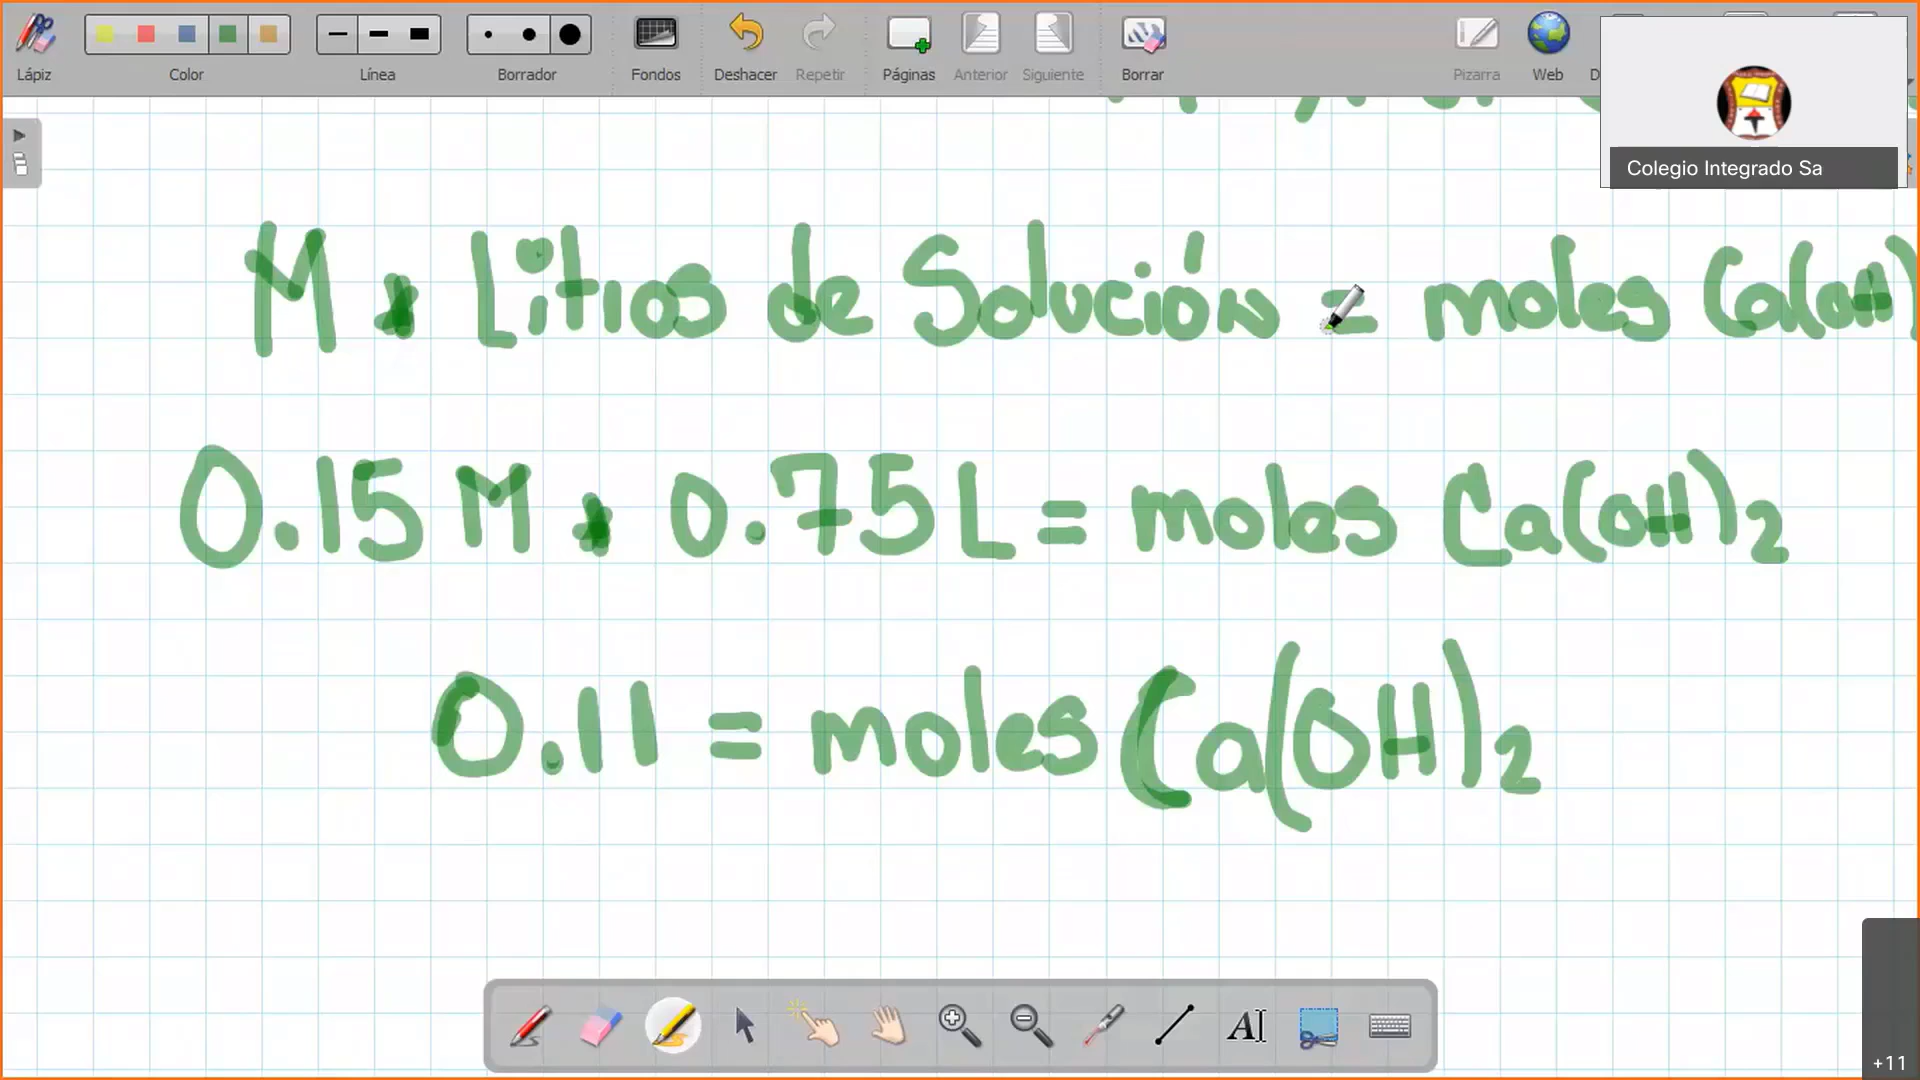 Lápiz
Color
Línea
Borrador
Fondos
Deshacer
Repetir
Páginas
Anterior
Siguiente
Borrar
Pizarra
Web
Colegio Integrado Sa
M * Litros de Solución = moles Ca(OH)
0.15 M * 0.75 L = moles Ca(OH)2
0.11 = moles Ca(OH)2
AI
+11